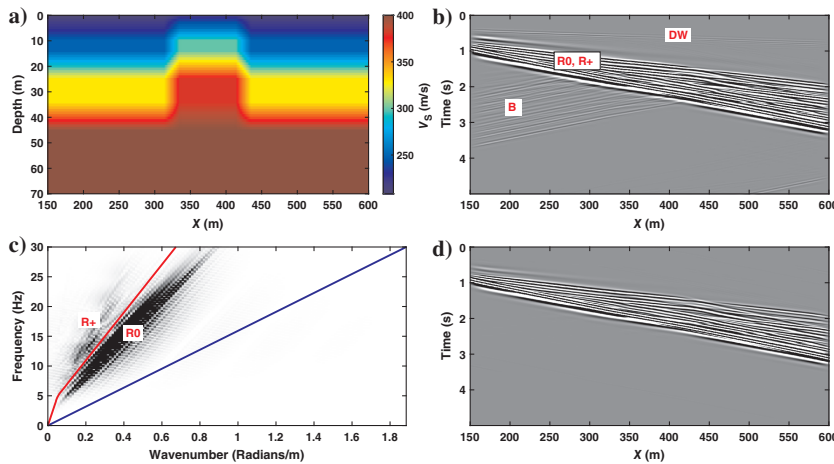 a)
0
10
20
30
40
50
60
70
Depth (m)
150 200 250 300 350 400 450 500 550 600
X (m)
400
350
300
250
V_S (m/s)
b)
0
1
2
3
4
Time (s)
DW
R0, R+
B
150 200 250 300 350 400 450 500 550 600
X (m)
c)
30
25
20
15
10
5
0
Frequency (Hz)
R+
R0
0 0.2 0.4 0.6 0.8 1 1.2 1.4 1.6 1.8
Wavenumber (Radians/m)
d)
0
1
2
3
4
Time (s)
150 200 250 300 350 400 450 500 550 600
X (m)